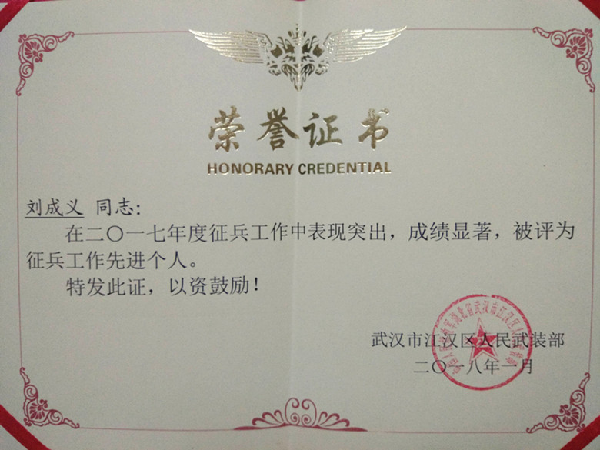 荣誉证书
HONORARY CREDENTIAL
刘成义 同志:
在二〇一七年度征兵工作中表现突出，成绩显著，被评为
征兵工作先进个人。
特发此证，以资鼓励！
武汉市江汉区人民武装部
二〇一八年一月